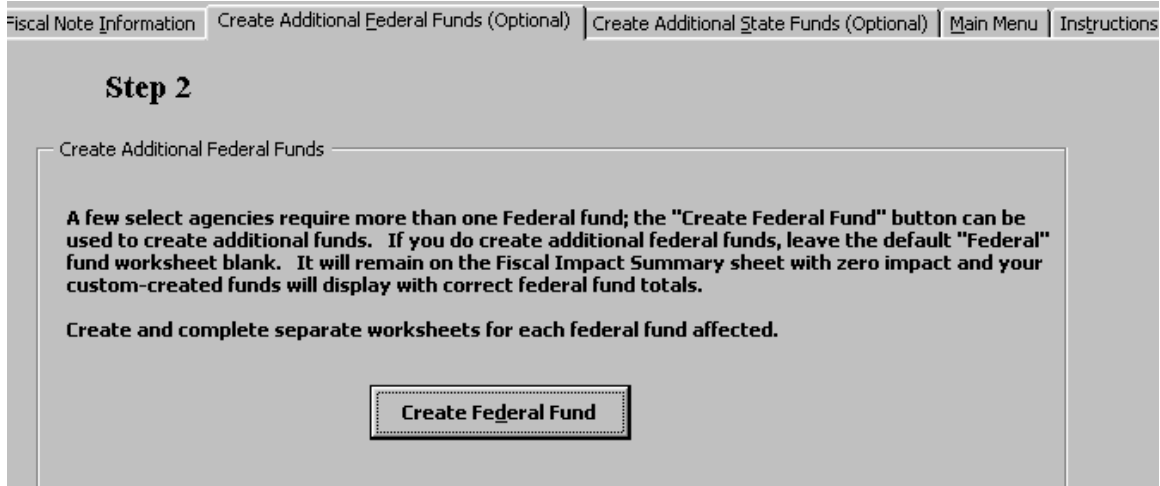 Fiscal Note Information Create Additional Federal Funds (Optional) Create Additional State Funds (Optional) Main Menu Instructions
Step 2
Create Additional Federal Funds
A few select agencies require more than one Federal fund; the "Create Federal Fund" button can be
used to create additional funds. If you do create additional federal funds, leave the default "Federal"
fund worksheet blank. It will remain on the Fiscal Impact Summary sheet with zero impact and your
custom-created funds will display with correct federal fund totals.
Create and complete separate worksheets for each federal fund affected.
Create Federal Fund